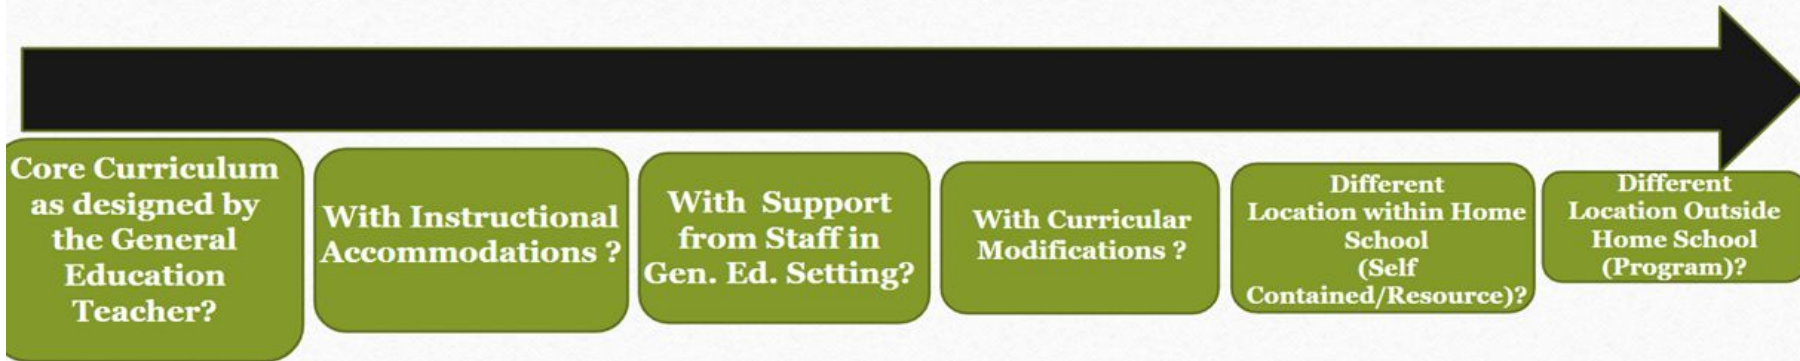 Core Curriculum
as designed by
the General
Education
Teacher?
With Instructional
Accommodations ?
With Support
from Staff in
Gen. Ed. Setting?
With Curricular
Modifications ?
Different
Location within Home
School
(Self
Contained/Resource)?
Different
Location Outside
Home School
(Program)?